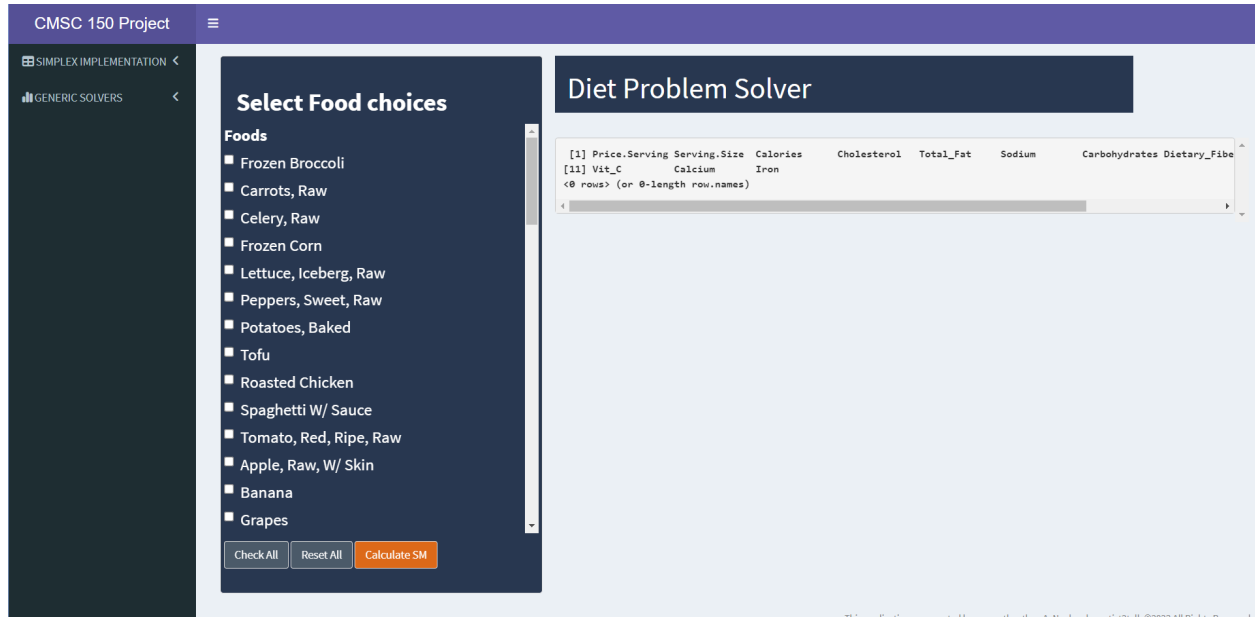 CMSC 150 Project
SIMPLEX IMPLEMENTATION
GENERIC SOLVERS
Select Food choices
Foods
Frozen Broccoli
Carrots, Raw
Celery, Raw
Frozen Corn
Lettuce, Iceberg, Raw
Peppers, Sweet, Raw
Potatoes, Baked
Tofu
Roasted Chicken
Spaghetti W/ Sauce
Tomato, Red, Ripe, Raw
Apple, Raw, W/ Skin
Banana
Grapes
Check All Reset All Calculate SM
Diet Problem Solver
[1] Price.Serving Serving.Size Calories Cholesterol Total_Fat Sodium Carbohydrates Dietary_Fibe
[11] Vit_C Calcium Iron
<0 rows> (or 0-length row.names)